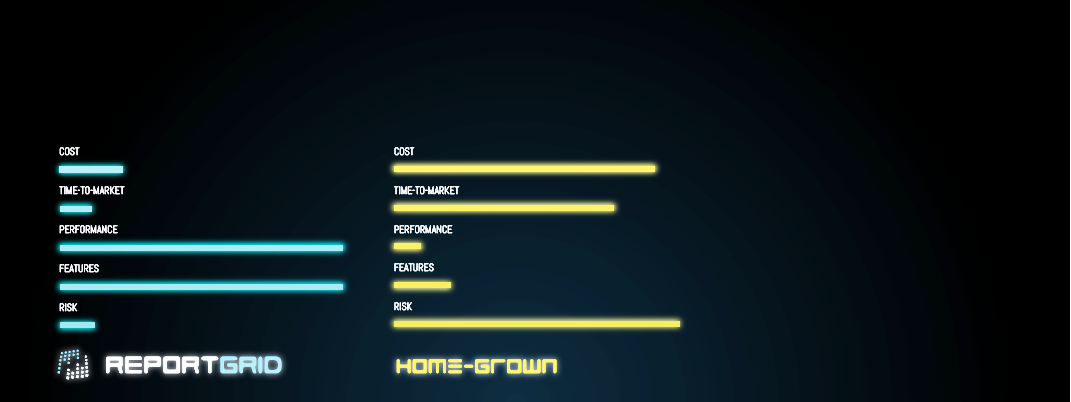 COST
TIME-TO-MARKET
PERFORMANCE
FEATURES
RISK
REPORTGRID
COST
TIME-TO-MARKET
PERFORMANCE
FEATURES
RISK
HOME-GROWN